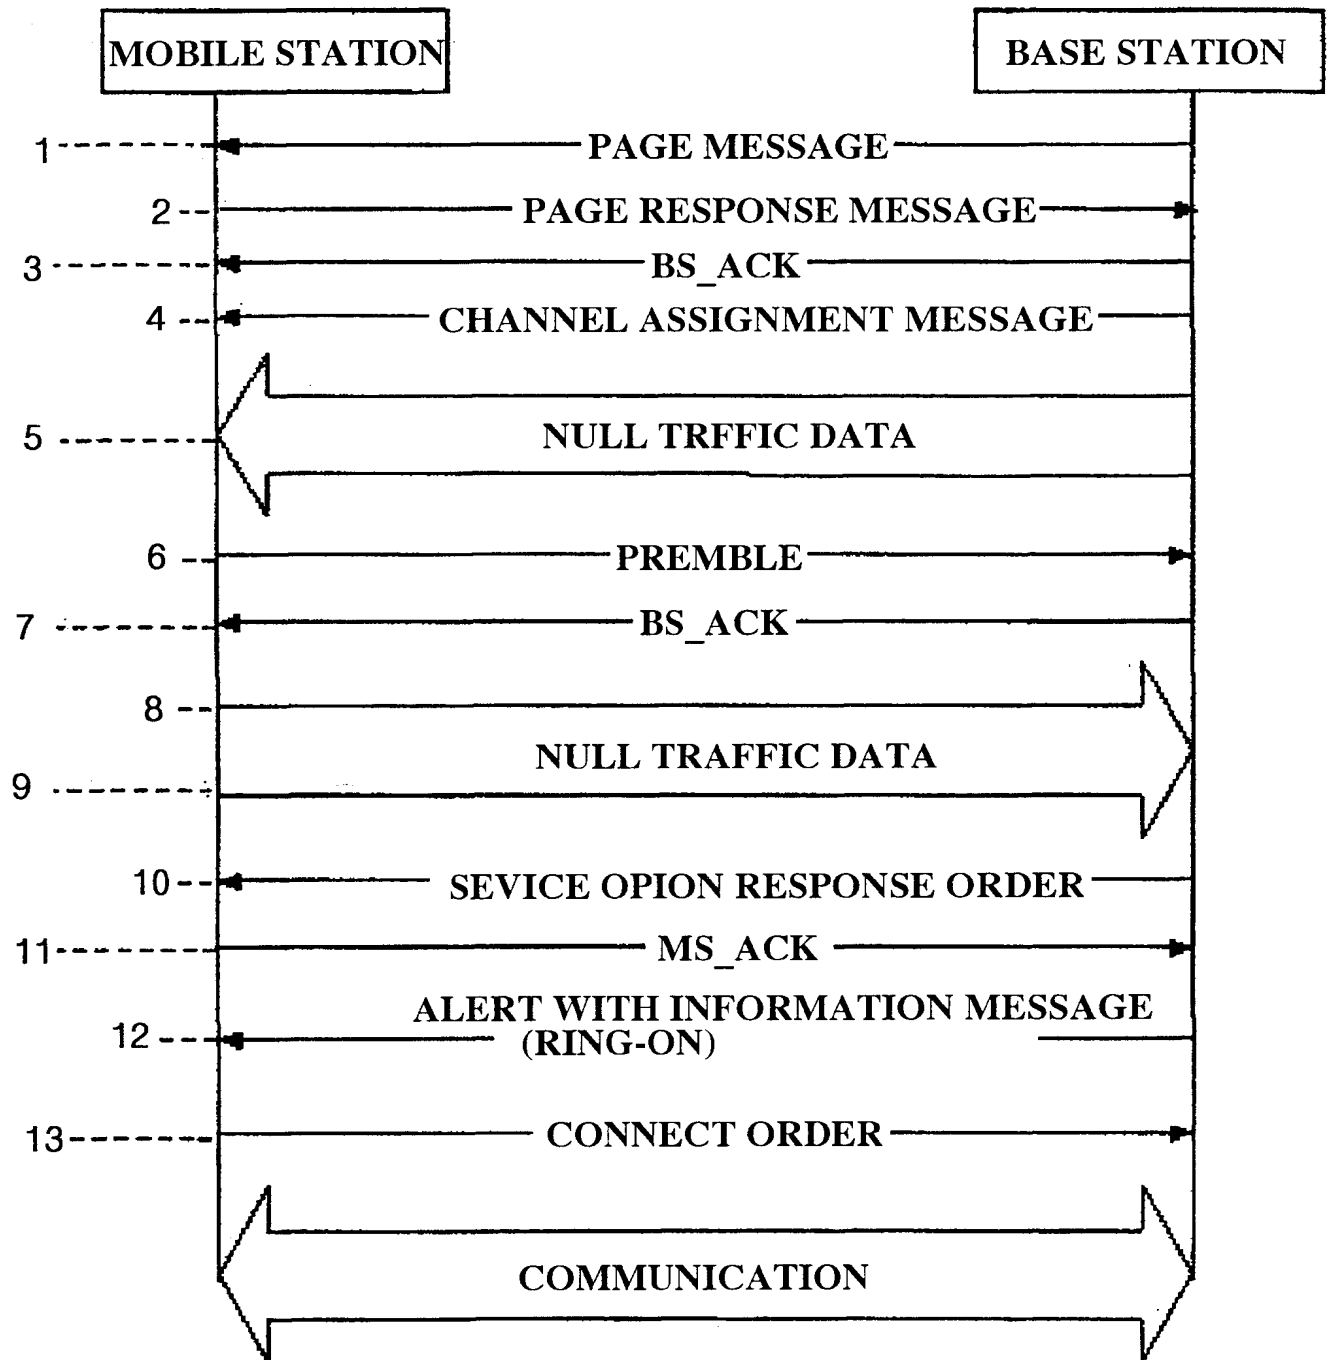 MOBILE STATION
BASE STATION
1
PAGE MESSAGE
2
PAGE RESPONSE MESSAGE
3
BS_ACK
4
CHANNEL ASSIGNMENT MESSAGE
5
NULL TRFFIC DATA
6
PREMBLE
7
BS_ACK
8
NULL TRAFFIC DATA
9
10
SEVICE OPION RESPONSE ORDER
11
MS_ACK
ALERT WITH INFORMATION MESSAGE
12
(RING-ON)
13
CONNECT ORDER
COMMUNICATION